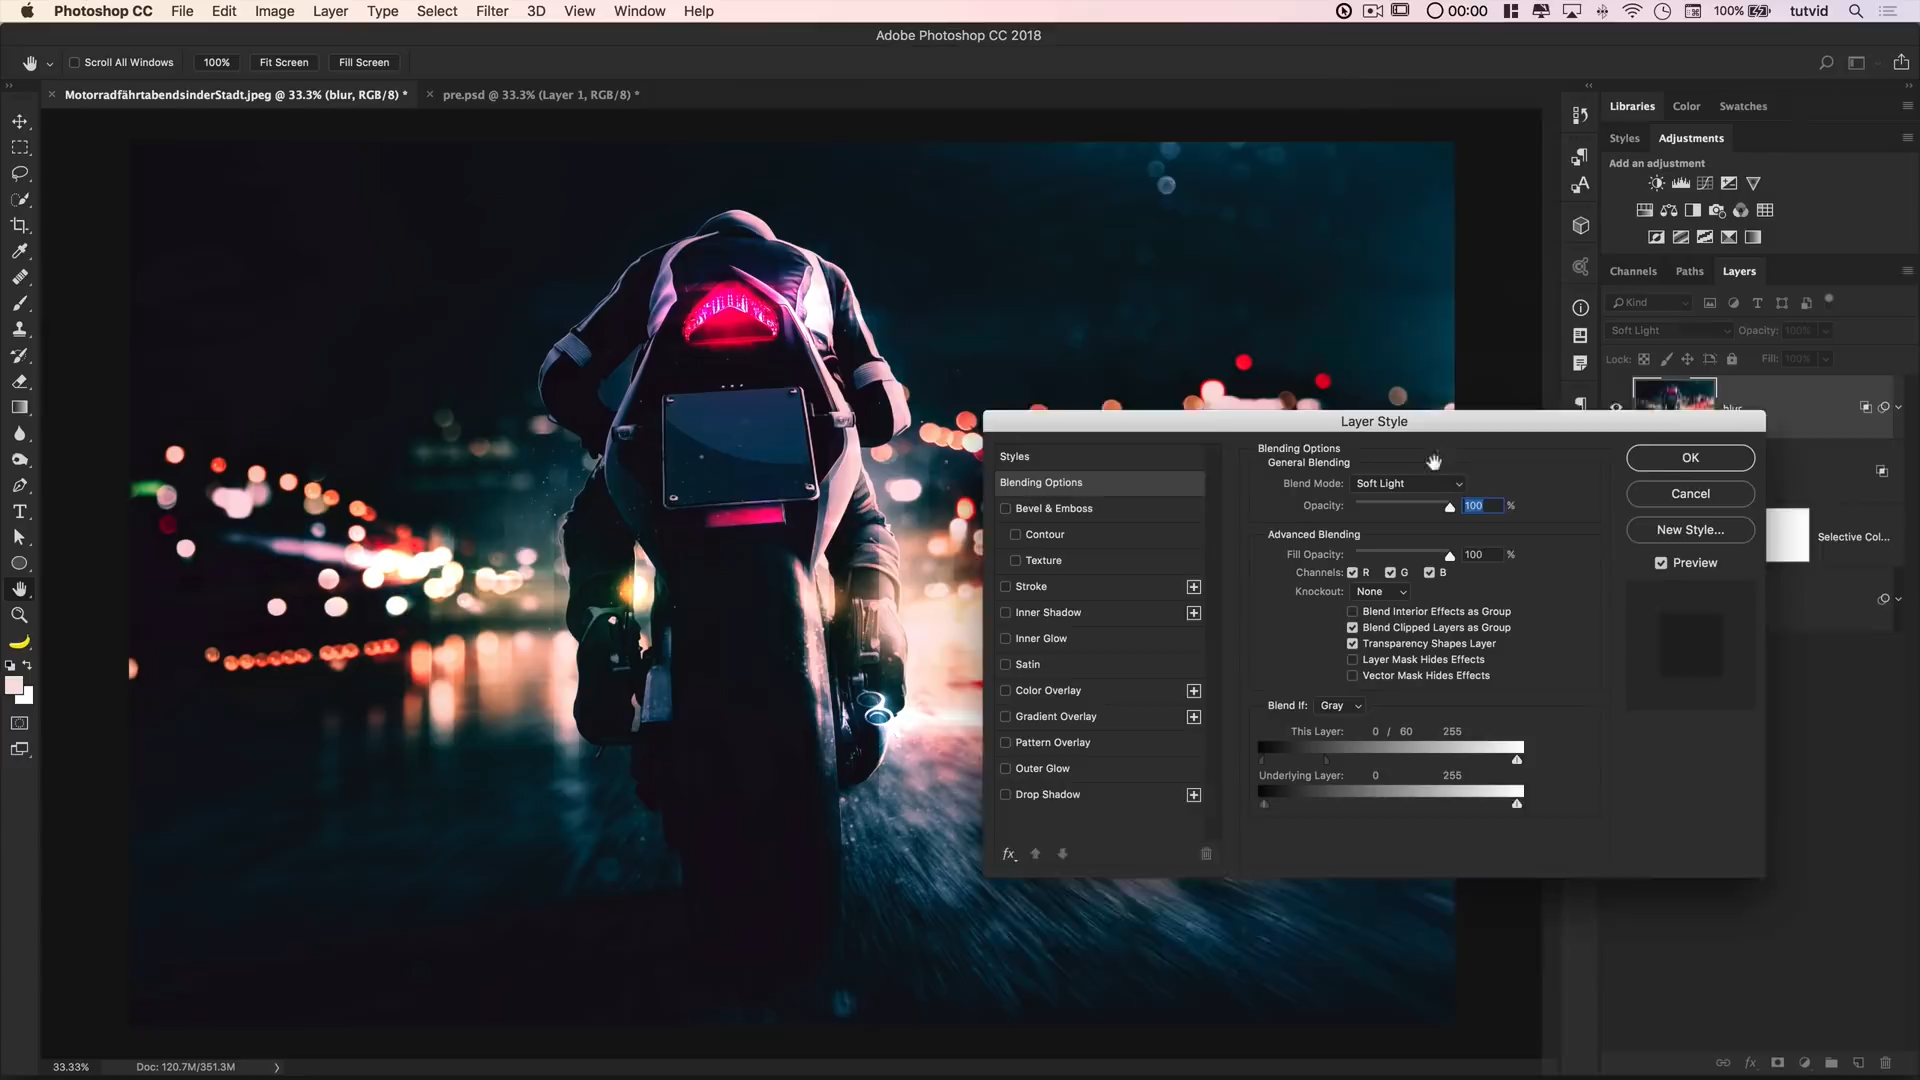 Photoshop CC File Edit Image Layer Type Select Filter 3D View Window Help 00:00 100% tutvid
Adobe Photoshop CC 2018
Scroll All Windows 100% Fit Screen Fill Screen
MotorradfährtabendsinderStadt.jpeg @ 33.3% (blur, RGB/8) * pre.psd @ 33.3% (Layer 1, RGB/8) *
Libraries Color Swatches
Styles Adjustments
Add an adjustment
Channels Paths Layers
Kind
Soft Light Opacity: 100%
Lock: Fill: 100%
blur
Selective Col...
Layer Style
Styles
Blending Options
Bevel & Emboss
Contour
Texture
Stroke
Inner Shadow
Inner Glow
Satin
Color Overlay
Gradient Overlay
Pattern Overlay
Outer Glow
Drop Shadow
fx
Blending Options
General Blending
Blend Mode: Soft Light
Opacity: 100 %
Advanced Blending
Fill Opacity: 100 %
Channels: R G B
Knockout: None
Blend Interior Effects as Group
Blend Clipped Layers as Group
Transparency Shapes Layer
Layer Mask Hides Effects
Vector Mask Hides Effects
Blend If: Gray
This Layer: 0 / 60 255
Underlying Layer: 0 255
OK
Cancel
New Style...
Preview
33.33% Doc: 120.7M/351.3M
fx